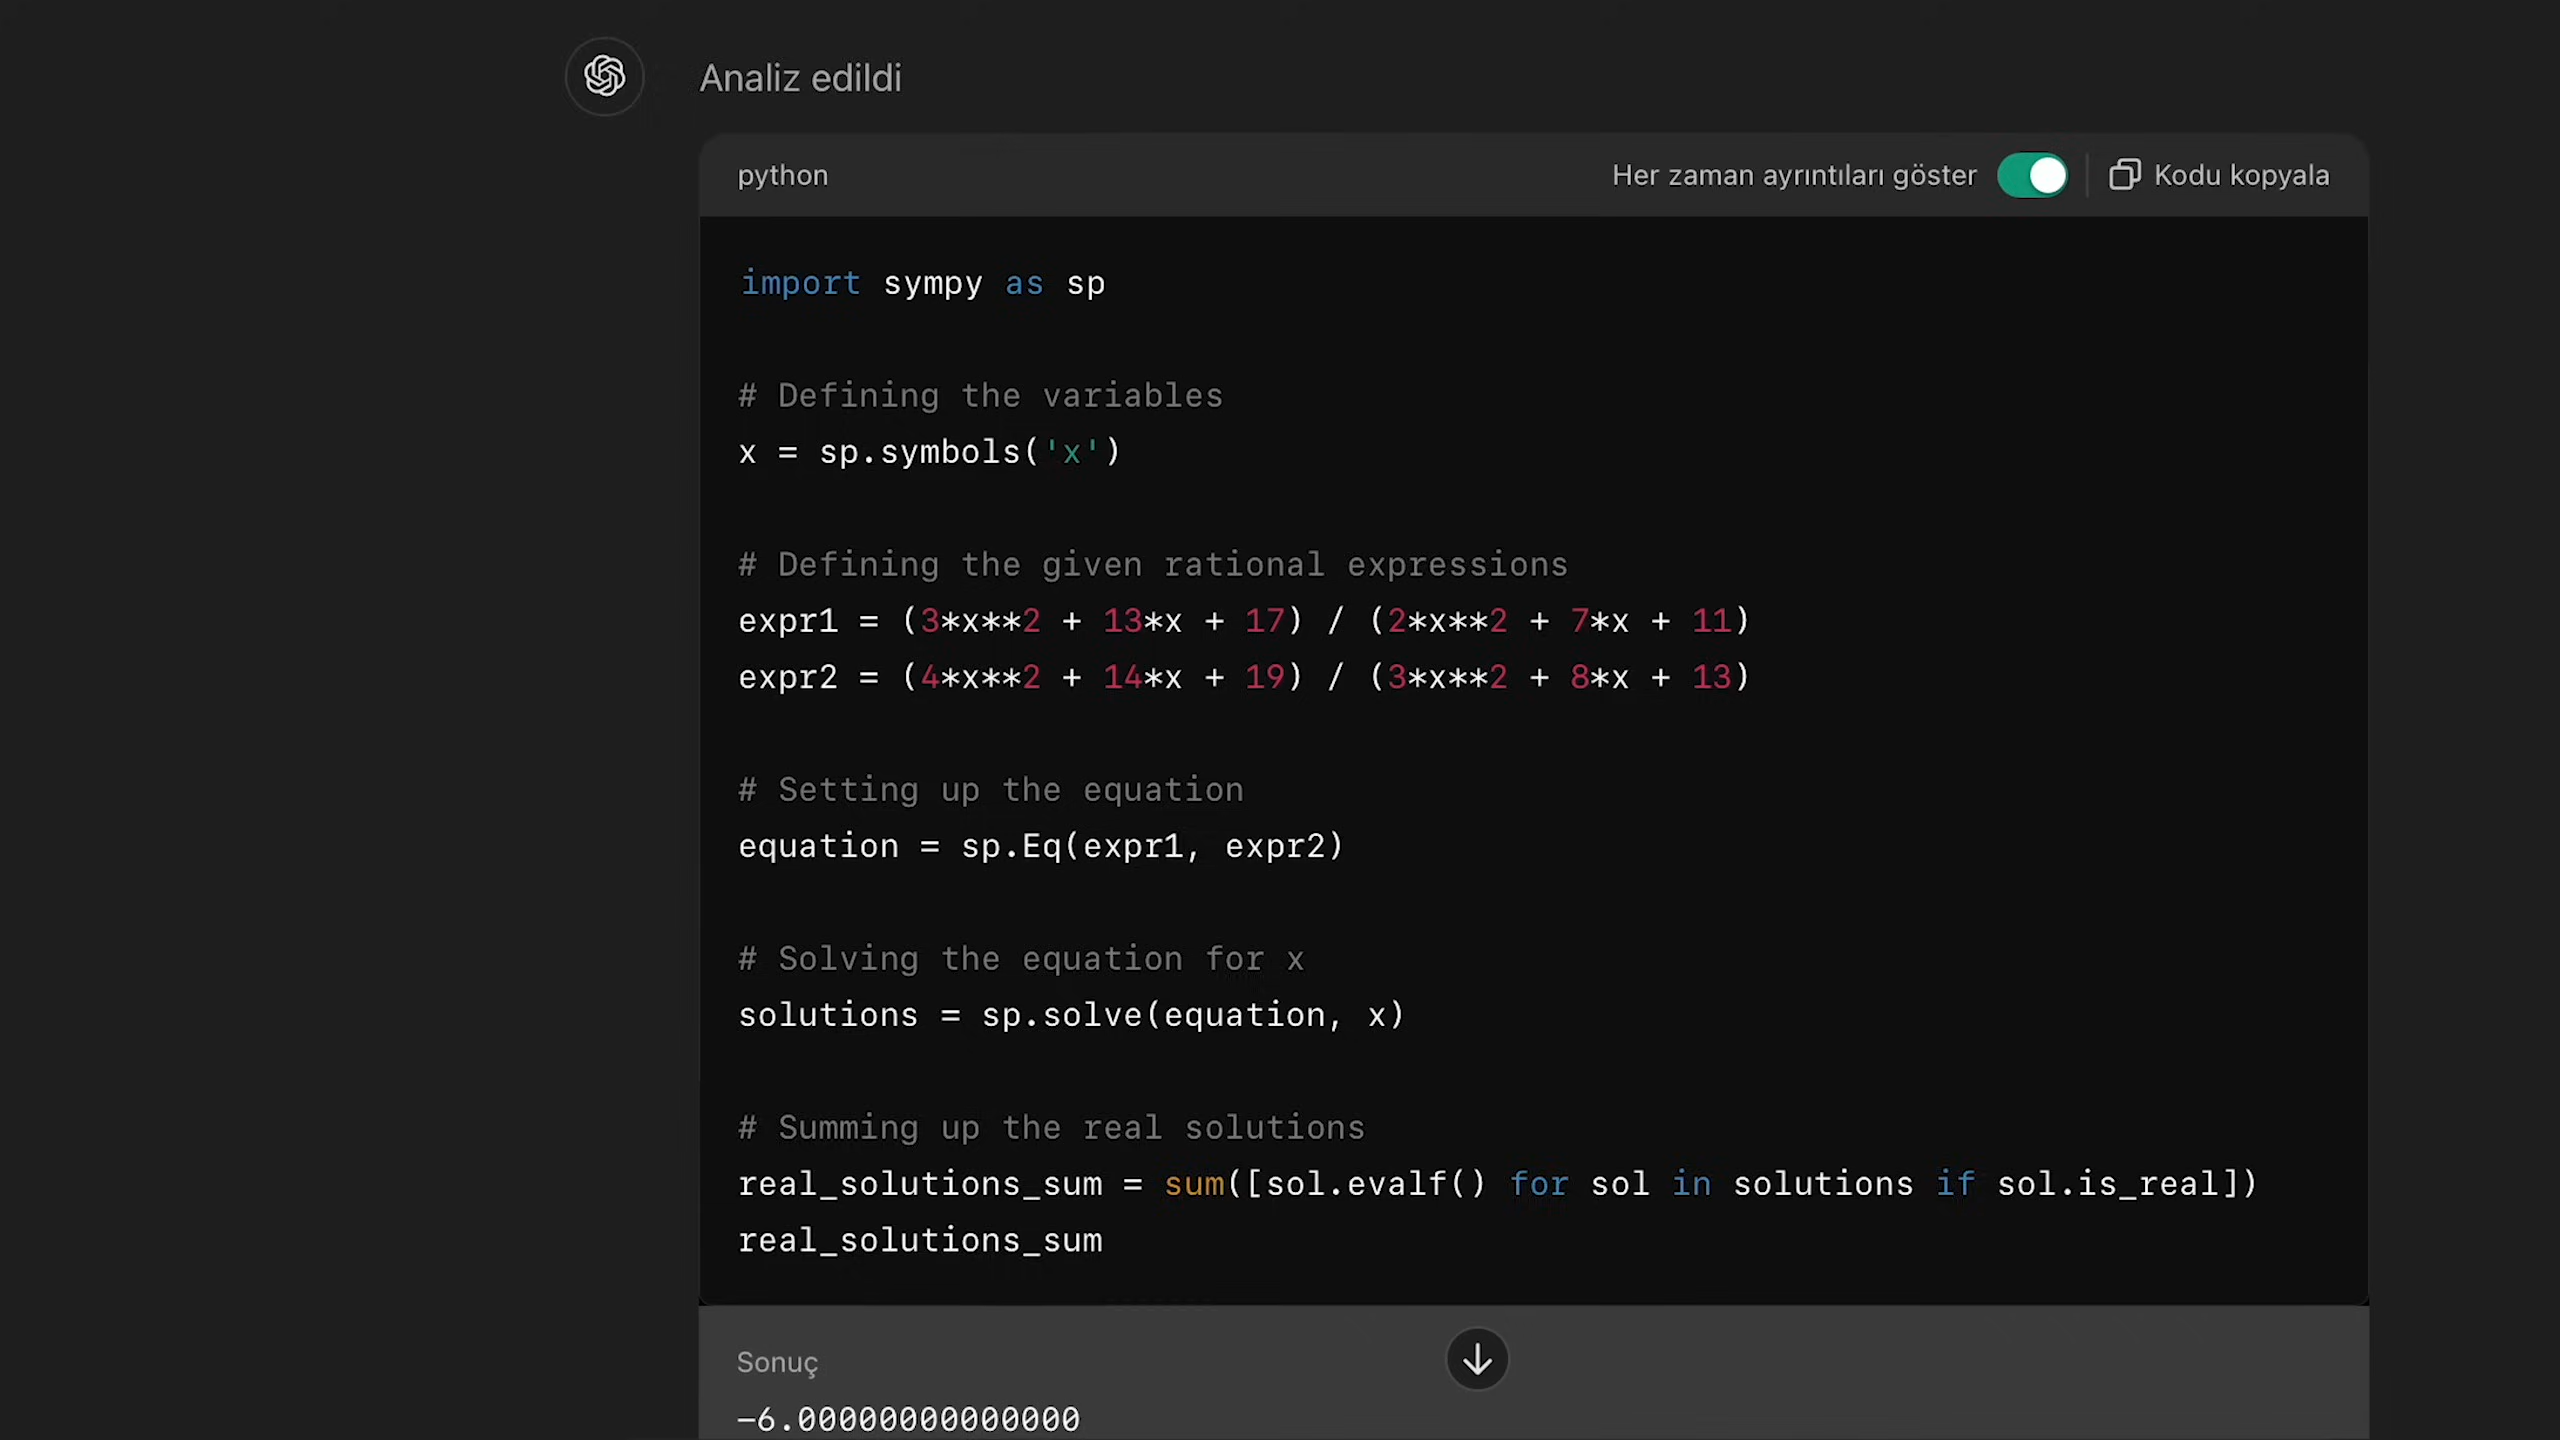 Analiz edildi
python
Her zaman ayrıntıları göster
Kodu kopyala
import sympy as sp
# Defining the variables
x = sp.symbols('x')
# Defining the given rational expressions
expr1 = (3*x**2 + 13*x + 17) / (2*x**2 + 7*x + 11)
expr2 = (4*x**2 + 14*x + 19) / (3*x**2 + 8*x + 13)
# Setting up the equation
equation = sp.Eq(expr1, expr2)
# Solving the equation for x
solutions = sp.solve(equation, x)
# Summing up the real solutions
real_solutions_sum = sum([sol.evalf() for sol in solutions if sol.is_real])
real_solutions_sum
Sonuç
−6.00000000000000